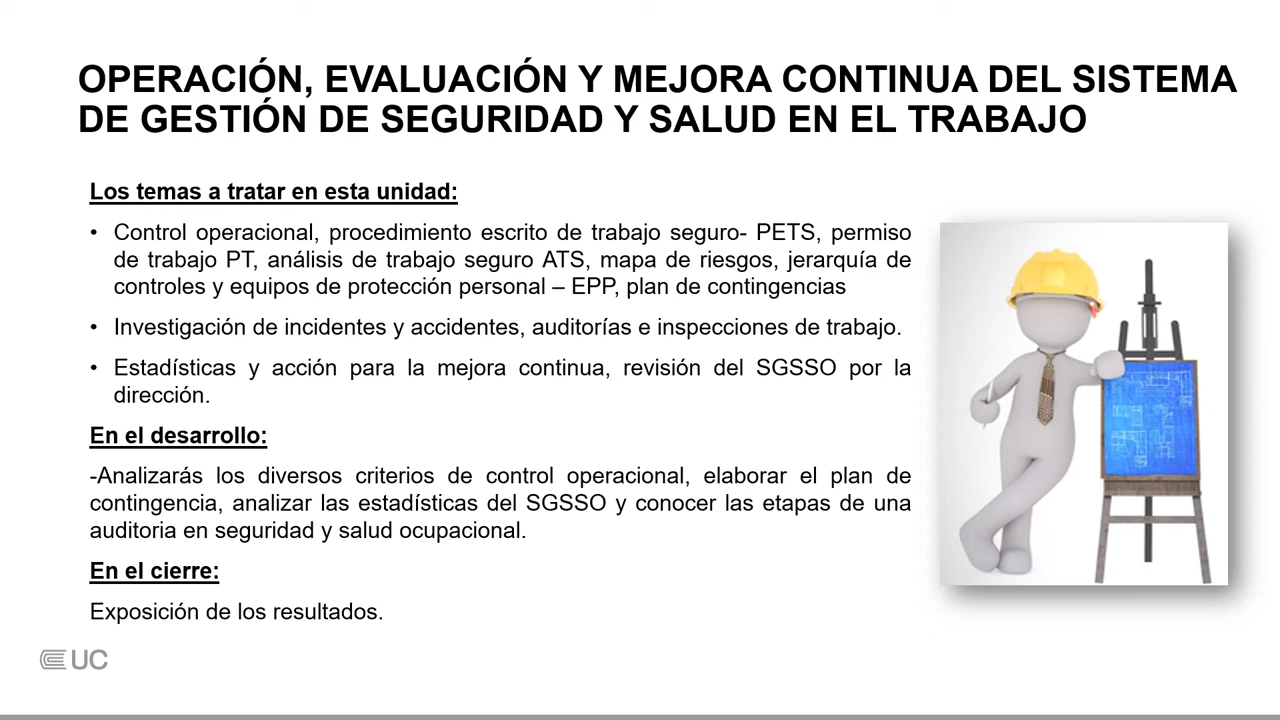 OPERACIÓN, EVALUACIÓN Y MEJORA CONTINUA DEL SISTEMA
DE GESTIÓN DE SEGURIDAD Y SALUD EN EL TRABAJO
Los temas a tratar en esta unidad:
• Control operacional, procedimiento escrito de trabajo seguro- PETS, permiso
de trabajo PT, análisis de trabajo seguro ATS, mapa de riesgos, jerarquía de
controles y equipos de protección personal – EPP, plan de contingencias
• Investigación de incidentes y accidentes, auditorías e inspecciones de trabajo.
• Estadísticas y acción para la mejora continua, revisión del SGSSO por la
dirección.
En el desarrollo:
-Analizarás los diversos criterios de control operacional, elaborar el plan de
contingencia, analizar las estadísticas del SGSSO y conocer las etapas de una
auditoria en seguridad y salud ocupacional.
En el cierre:
Exposición de los resultados.
UC